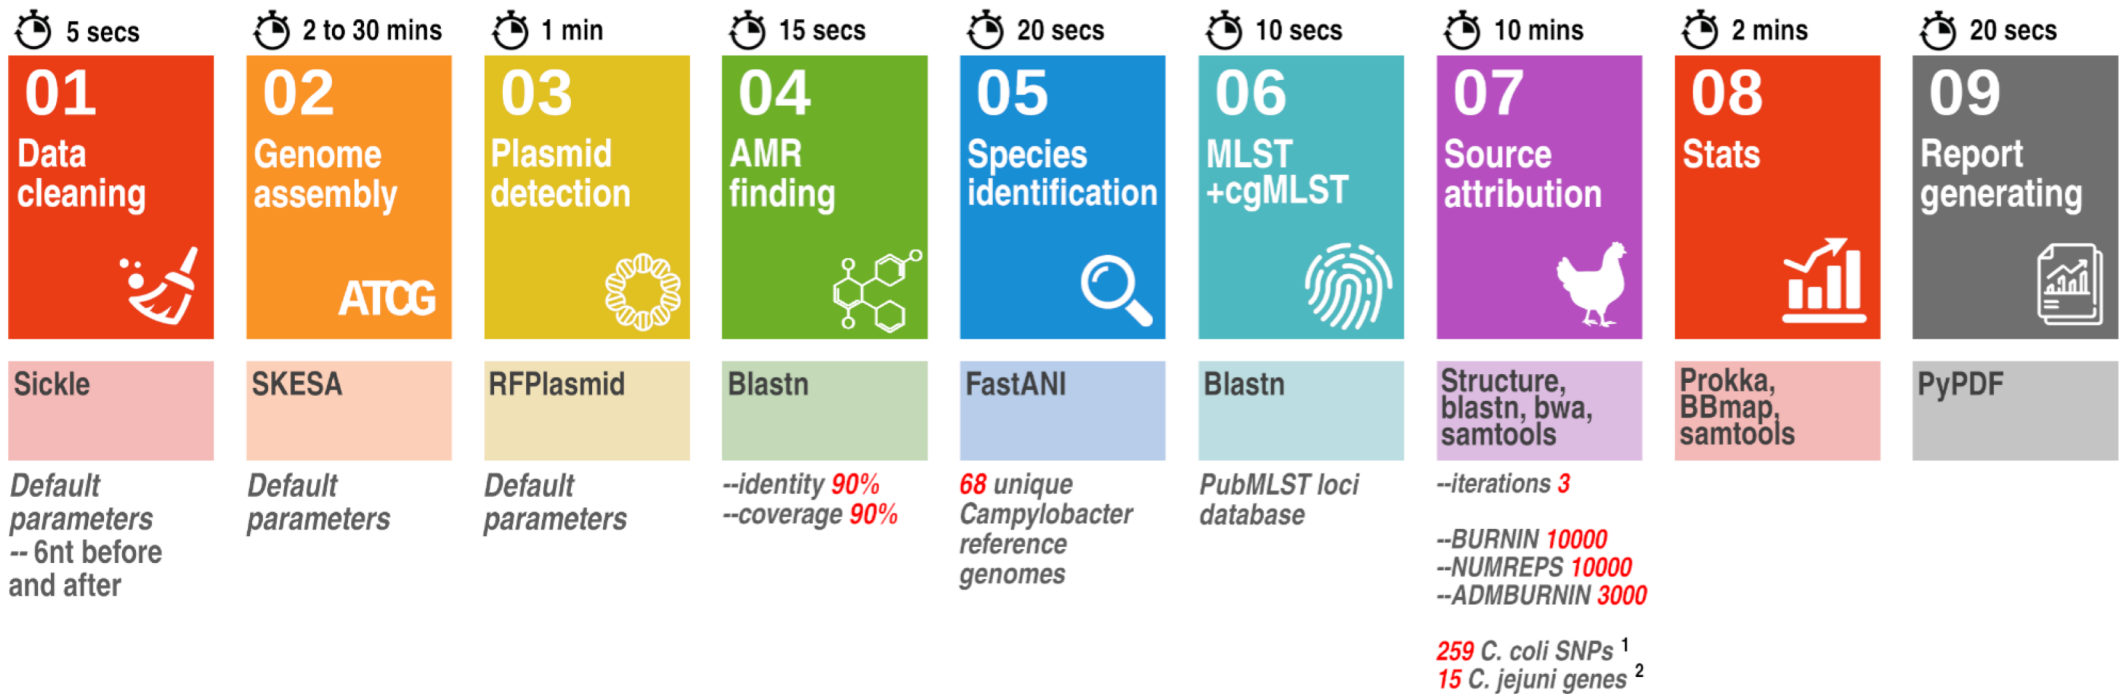 5 secs
01
Data
cleaning
Sickle
Default
parameters
-- 6nt before
and after
2 to 30 mins
02
Genome
assembly
ATCG
SKESA
Default
parameters
1 min
03
Plasmid
detection
RFPlasmid
Default
parameters
15 secs
04
AMR
finding
Blastn
--identity 90%
--coverage 90%
20 secs
05
Species
identification
FastANI
68 unique
Campylobacter
reference
genomes
10 secs
06
MLST
+cgMLST
Blastn
PubMLST loci
database
10 mins
07
Source
attribution
Structure,
blastn, bwa,
samtools
--iterations 3
--BURNIN 10000
--NUMREPS 10000
--ADMBURNIN 3000
259 C. coli SNPs 1
15 C. jejuni genes 2
2 mins
08
Stats
Prokka,
BBmap,
samtools
20 secs
09
Report
generating
PyPDF